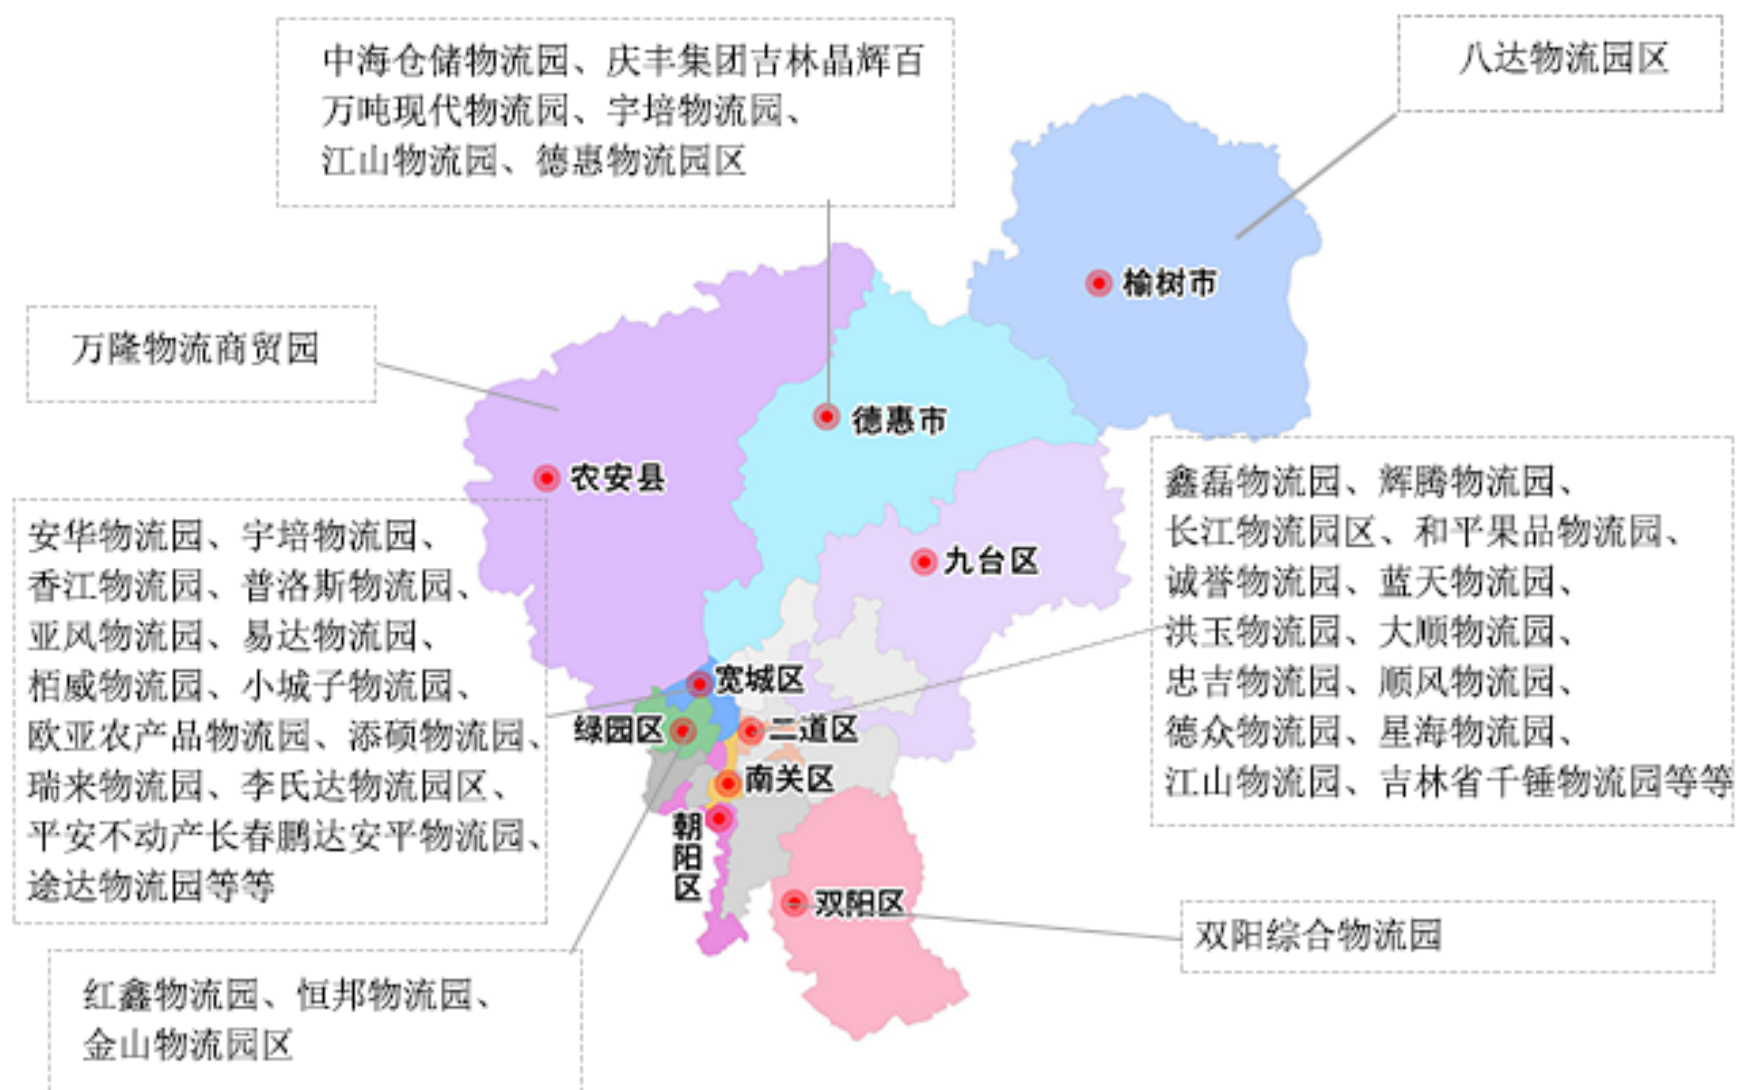 中海仓储物流园、庆丰集团吉林晶辉百
万吨现代物流园、宇培物流园、
江山物流园、德惠物流园区
八达物流园区
榆树市
万隆物流商贸园
德惠市
农安县
九台区
鑫磊物流园、辉腾物流园、
长江物流园区、和平果品物流园、
诚誉物流园、蓝天物流园、
洪玉物流园、大顺物流园、
忠吉物流园、顺风物流园、
德众物流园、星海物流园、
江山物流园、吉林省千锤物流园等等
安华物流园、宇培物流园、
香江物流园、普洛斯物流园、
亚风物流园、易达物流园、
栢威物流园、小城子物流园、
欧亚农产品物流园、添硕物流园、
瑞来物流园、李氏达物流园区、
平安不动产长春鹏达安平物流园、
途达物流园等等
宽城区
绿园区
二道区
南关区
朝阳区
双阳区
双阳综合物流园
红鑫物流园、恒邦物流园、
金山物流园区